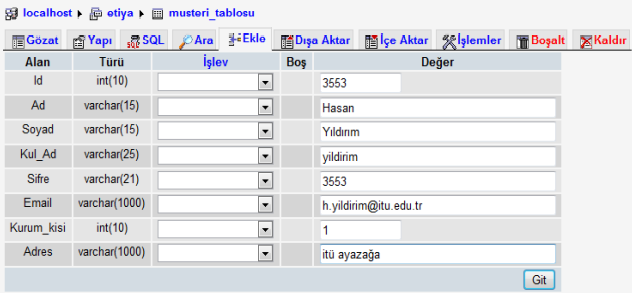 localhost ▸ etiya ▸ musteri_tablosu
Gözat Yapı SQL Ara Ekle Dışa Aktar İçe Aktar İşlemler Boşalt Kaldır
Alan Türü İşlev Boş Değer
Id int(10) 3553
Ad varchar(15) Hasan
Soyad varchar(15) Yıldırım
Kul_Ad varchar(25) yildirim
Sifre varchar(21) 3553
Email varchar(1000) h.yildirim@itu.edu.tr
Kurum_kisi int(10) 1
Adres varchar(1000) itü ayazağa
Git